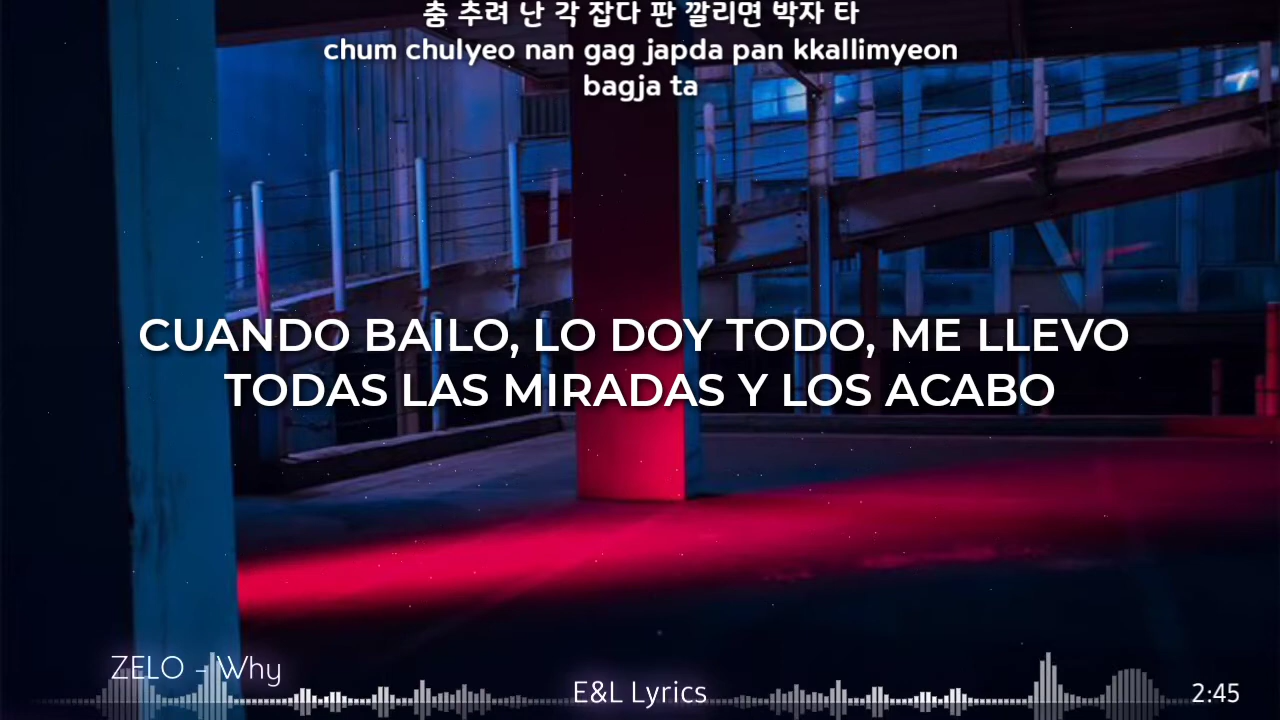 춤 추려 난 각 잡다 판 깔리면 박자 타
chum chulyeo nan gag japda pan kkallimyeon
bagja ta
CUANDO BAILO, LO DOY TODO, ME LLEVO
TODAS LAS MIRADAS Y LOS ACABO
ZELO - Why
E&L Lyrics
2:45